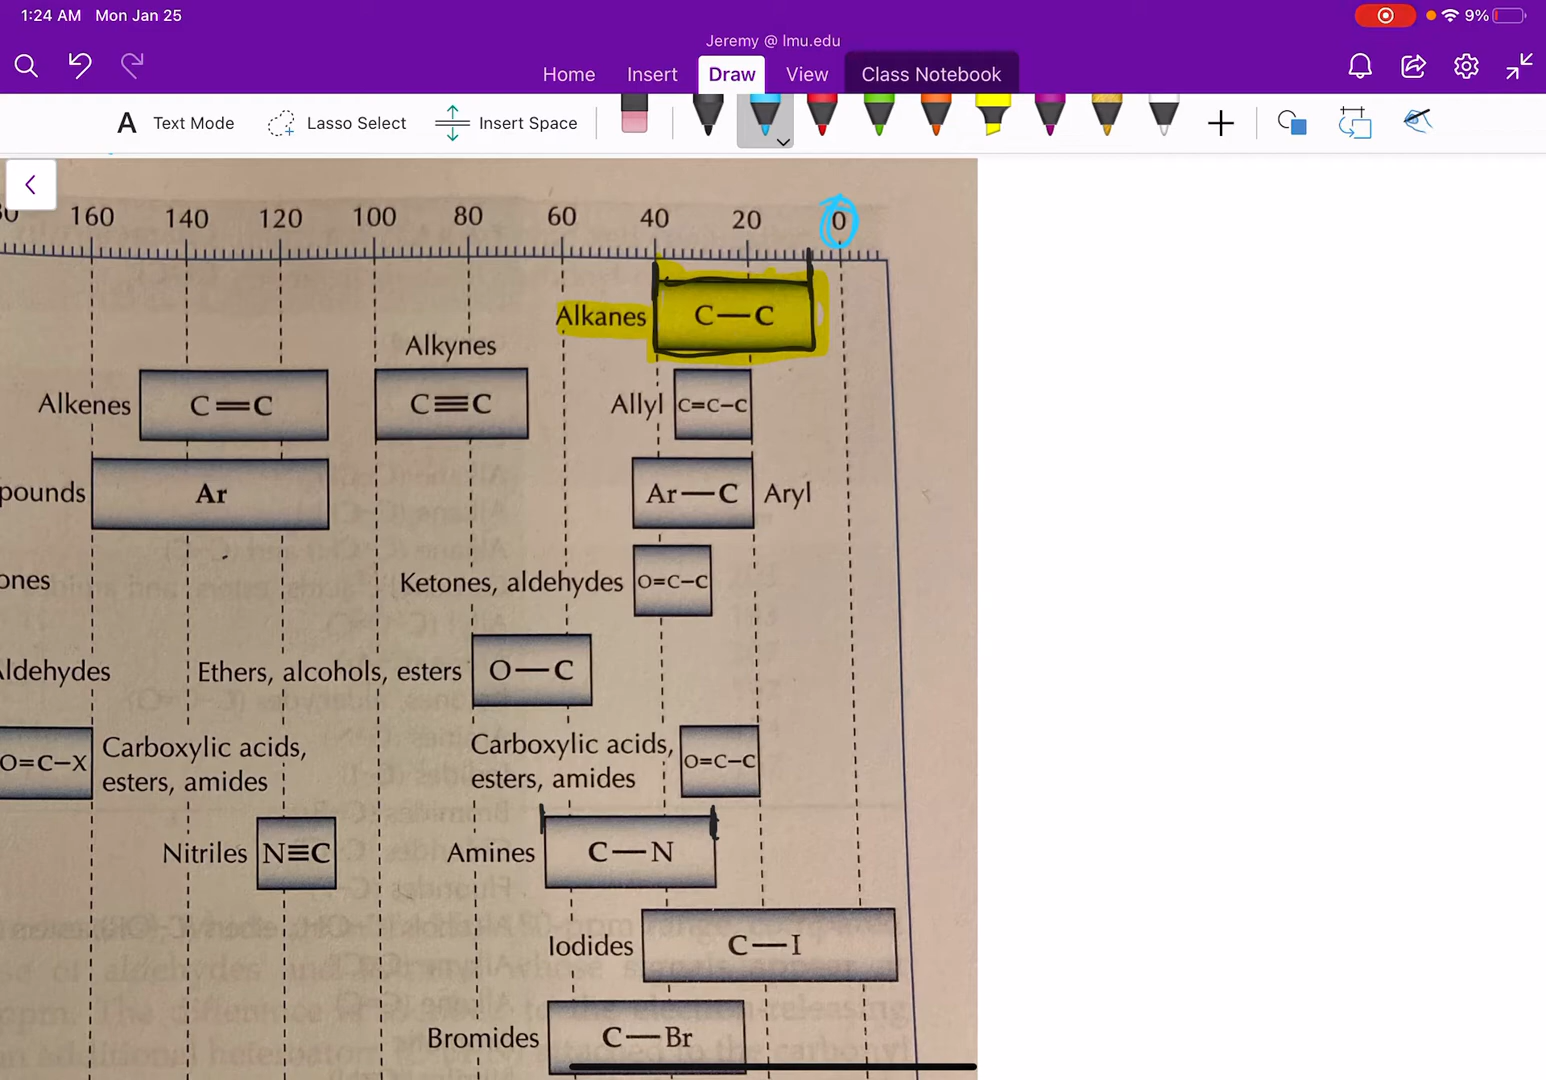 1:24 AM Mon Jan 25
9%
Jeremy @ lmu.edu
Home Insert Draw View Class Notebook
A Text Mode Lasso Select Insert Space
160 140 120 100 80 60 40 20 0
Alkanes C—C
Alkynes
Alkenes C=C C≡C Allyl C=C–C
pounds Ar Ar—C Aryl
ones Ketones, aldehydes O=C–C
Aldehydes Ethers, alcohols, esters O—C
O=C–X Carboxylic acids, esters, amides
Carboxylic acids, esters, amides O=C–C
Nitriles N≡C Amines C—N
Iodides C—I
Bromides C—Br